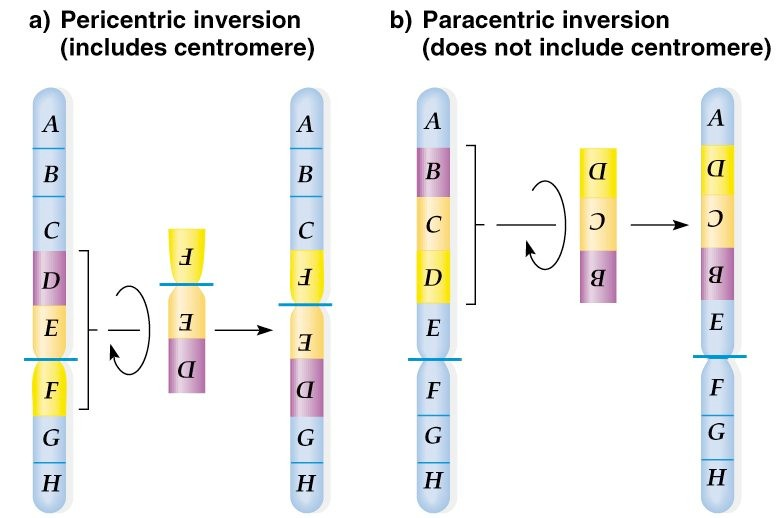 a) Pericentric inversion
(includes centromere)
A
B
C
D
E
F
G
H
F
E
D
A
B
C
F
E
D
G
H
b) Paracentric inversion
(does not include centromere)
A
B
C
D
E
F
G
H
D
C
B
A
D
C
B
E
F
G
H